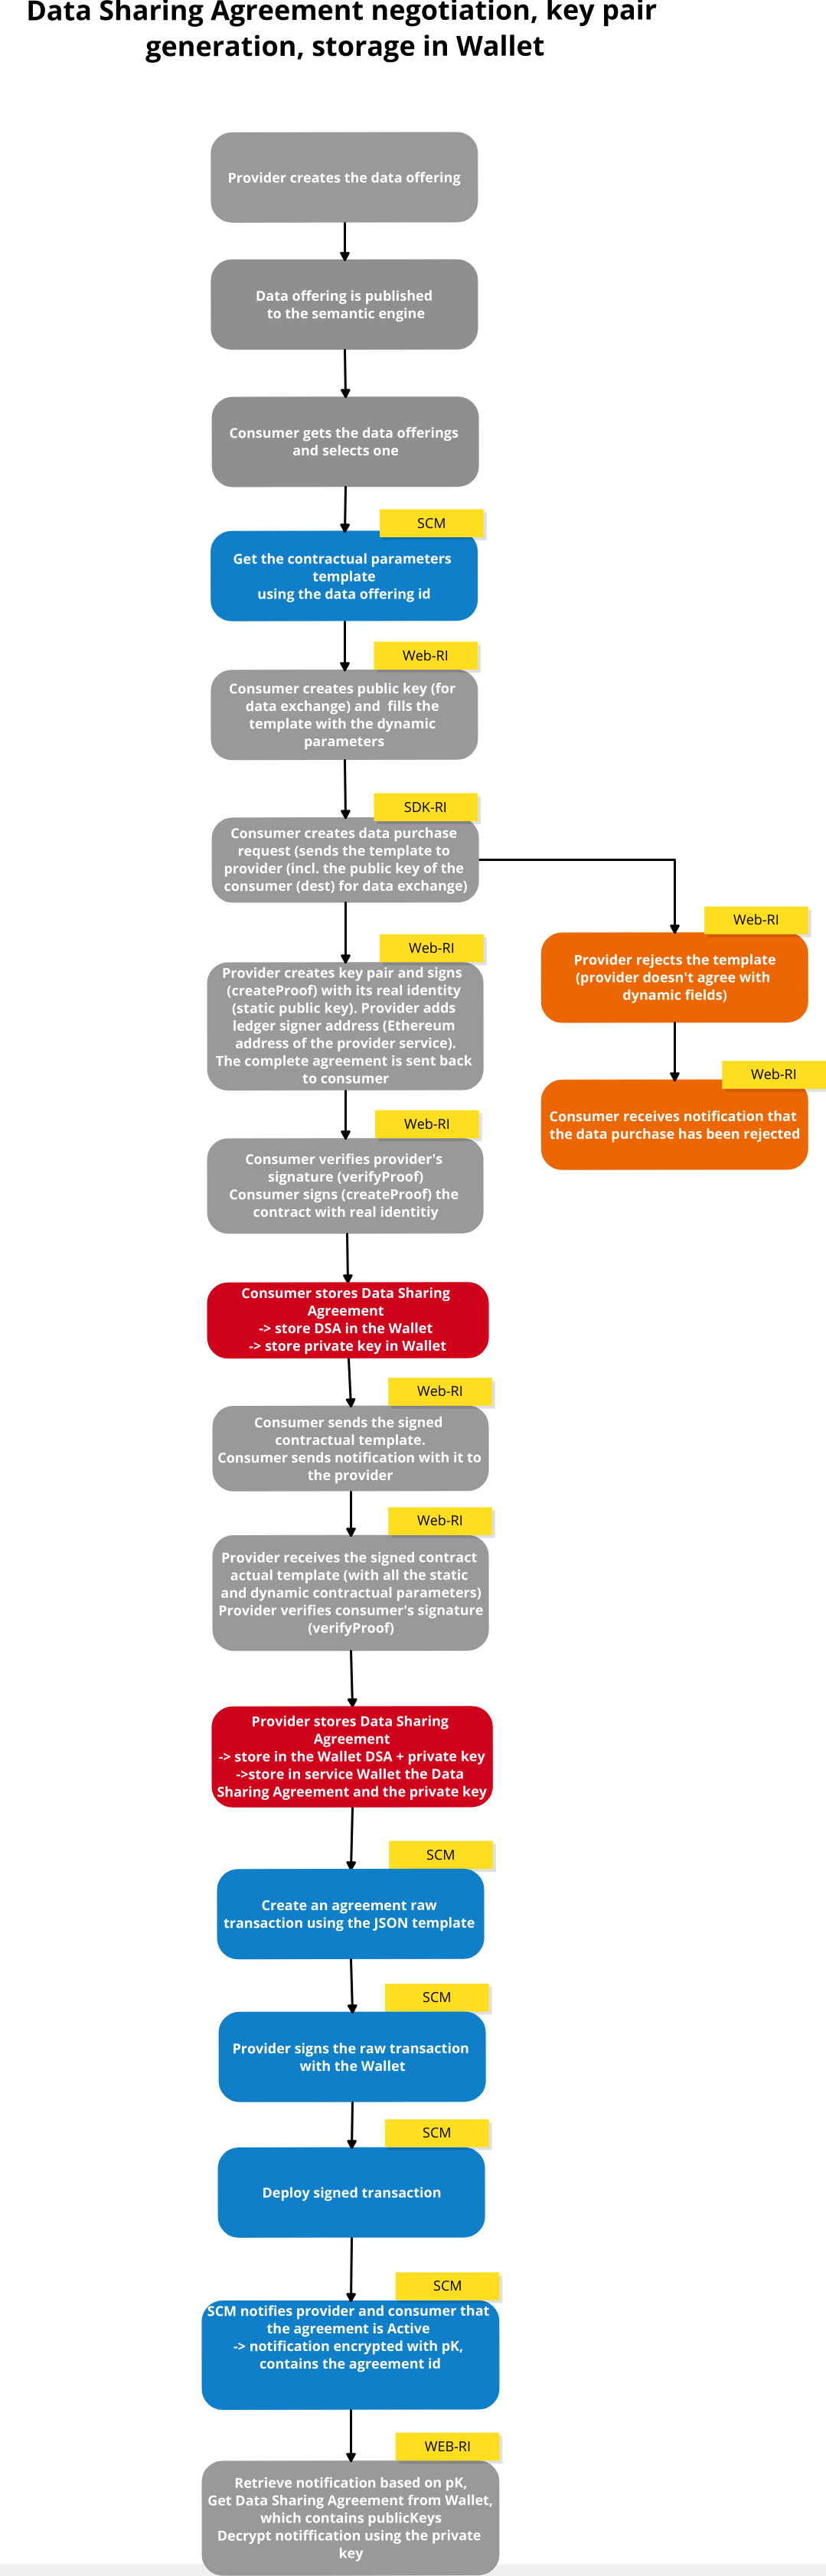 Data Sharing Agreement negotiation, key pair
generation, storage in Wallet
Provider creates the data offering
Data offering is published
to the semantic engine
Consumer gets the data offerings
and selects one
SCM
Get the contractual parameters
template
using the data offering id
Web-RI
Consumer creates public key (for
data exchange) and  fills the
template with the dynamic
parameters
SDK-RI
Consumer creates data purchase
request (sends the template to
provider (incl. the public key of the
consumer (dest) for data exchange)
Web-RI
Provider rejects the template
(provider doesn't agree with
dynamic fields)
Web-RI
Consumer receives notification that
the data purchase has been rejected
Web-RI
Provider creates key pair and signs
(createProof) with its real identity
(static public key). Provider adds
ledger signer address (Ethereum
address of the provider service).
The complete agreement is sent back
to consumer
Web-RI
Consumer verifies provider's
signature (verifyProof)
Consumer signs (createProof) the
contract with real identitiy
Consumer stores Data Sharing
Agreement
-> store DSA in the Wallet
-> store private key in Wallet
Web-RI
Consumer sends the signed
contractual template.
Consumer sends notification with it to
the provider
Web-RI
Provider receives the signed contract
actual template (with all the static
and dynamic contractual parameters)
Provider verifies consumer's signature
(verifyProof)
Provider stores Data Sharing
Agreement
-> store in the Wallet DSA + private key
->store in service Wallet the Data
Sharing Agreement and the private key
SCM
Create an agreement raw
transaction using the JSON template
SCM
Provider signs the raw transaction
with the Wallet
SCM
Deploy signed transaction
SCM
SCM notifies provider and consumer that
the agreement is Active
-> notification encrypted with pK,
contains the agreement id
WEB-RI
Retrieve notification based on pK,
Get Data Sharing Agreement from Wallet,
which contains publicKeys
Decrypt notiffication using the private
key